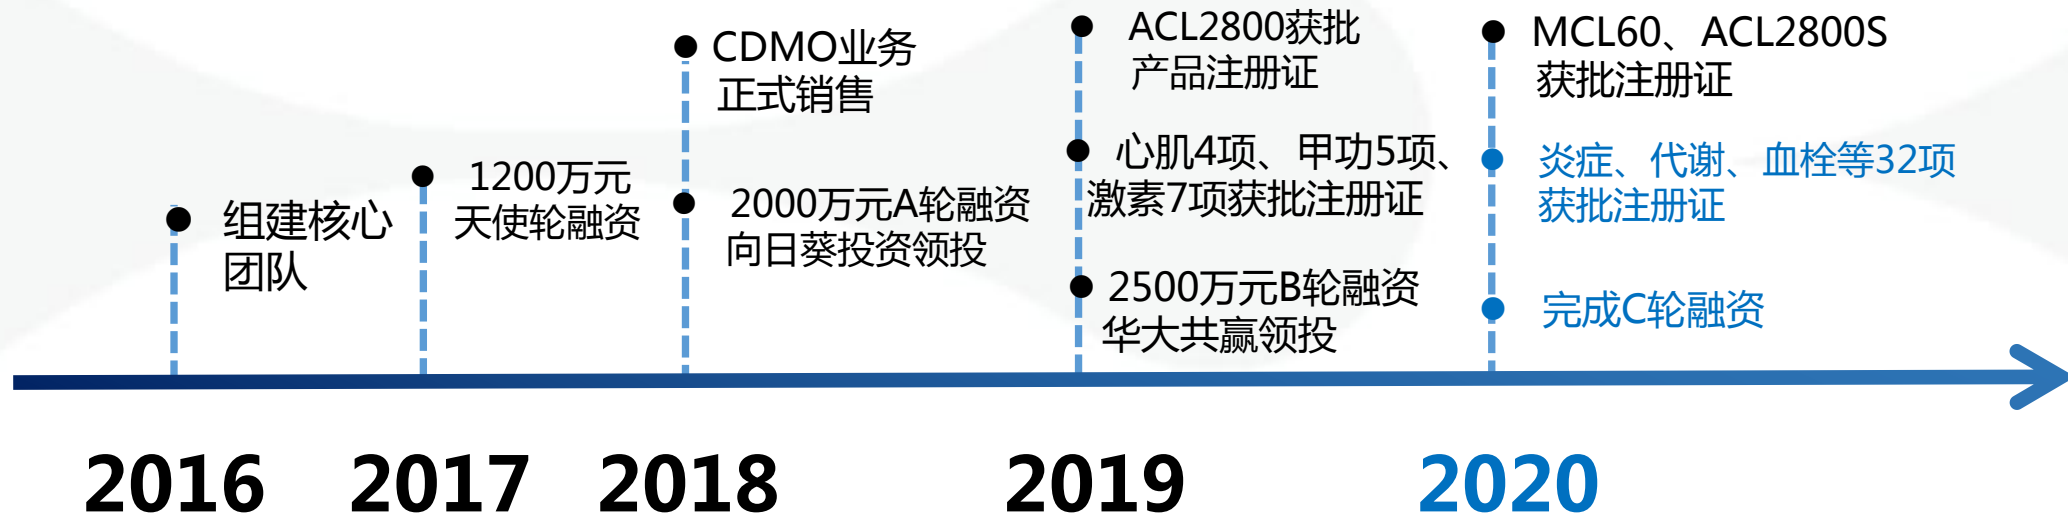 组建核心
团队
1200万元
天使轮融资
CDMO业务
正式销售
2000万元A轮融资
向日葵投资领投
ACL2800获批
产品注册证
心肌4项、甲功5项、
激素7项获批注册证
2500万元B轮融资
华大共赢领投
MCL60、ACL2800S
获批注册证
炎症、代谢、血栓等32项
获批注册证
完成C轮融资
2016
2017
2018
2019
2020